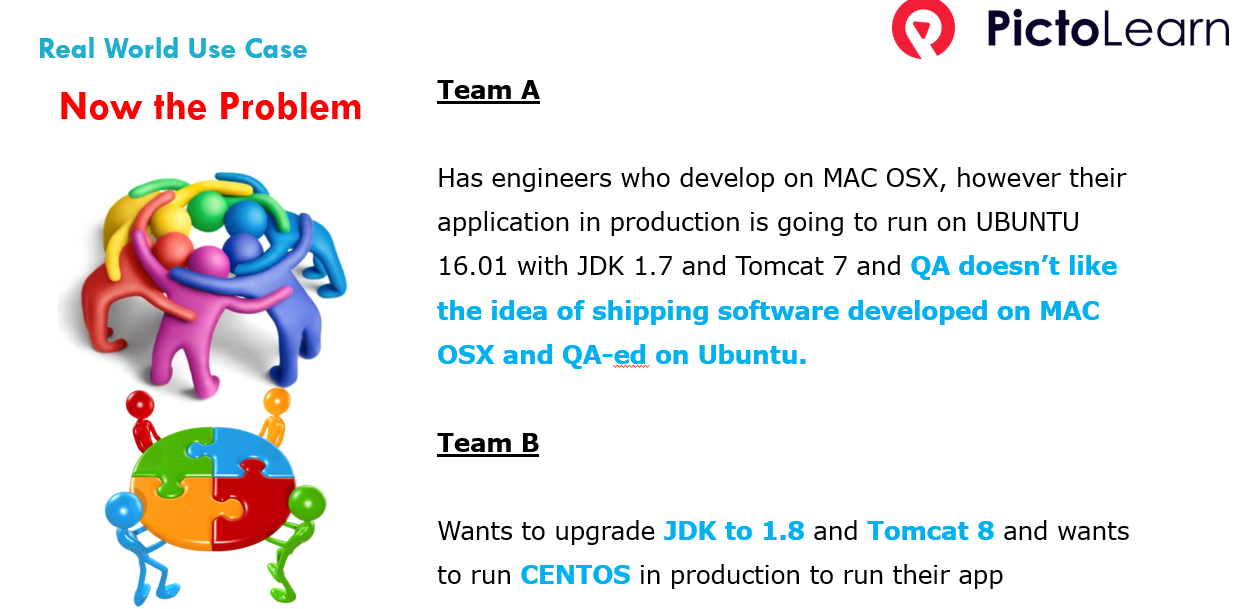 Real World Use Case
PictoLearn
Now the Problem
Team A
Has engineers who develop on MAC OSX, however their
application in production is going to run on UBUNTU
16.01 with JDK 1.7 and Tomcat 7 and QA doesn’t like
the idea of shipping software developed on MAC
OSX and QA-ed on Ubuntu.
Team B
Wants to upgrade JDK to 1.8 and Tomcat 8 and wants
to run CENTOS in production to run their app